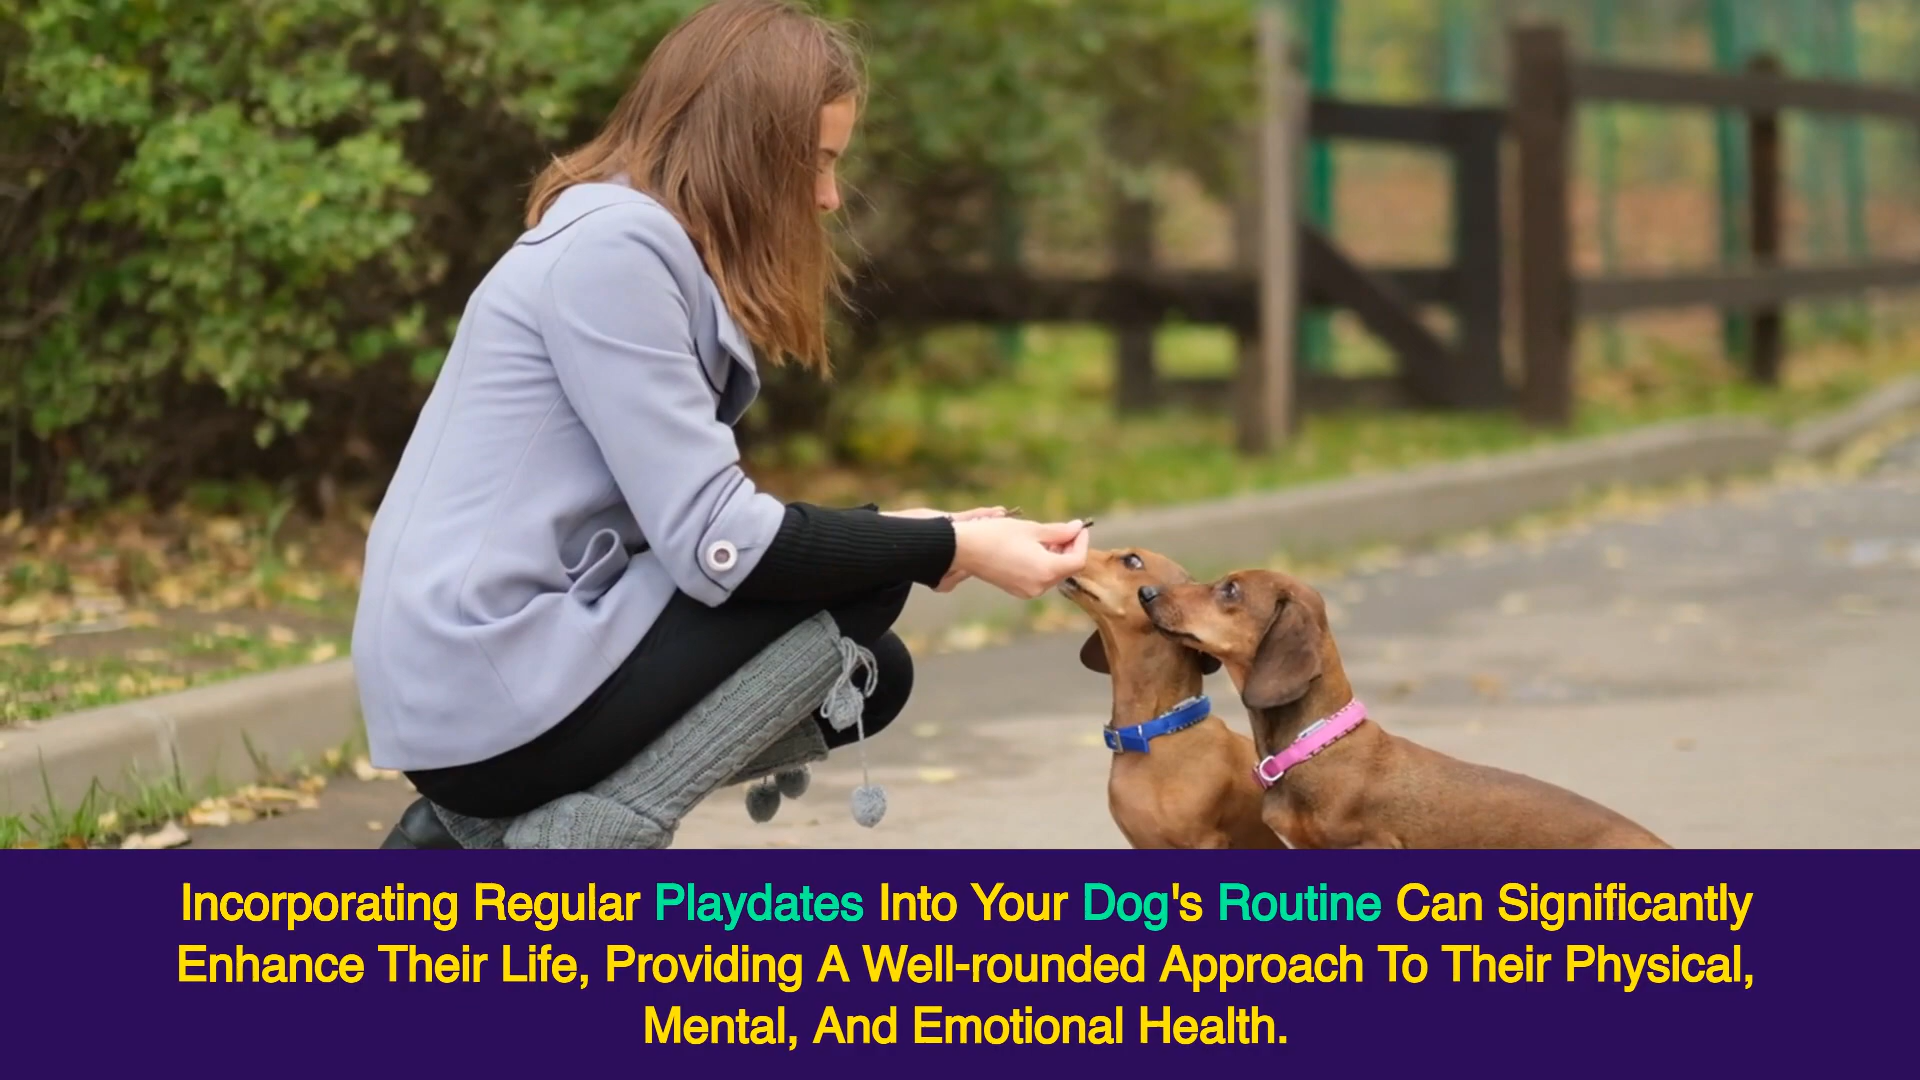 Incorporating Regular Playdates Into Your Dog's Routine Can Significantly
Enhance Their Life, Providing A Well-rounded Approach To Their Physical,
Mental, And Emotional Health.